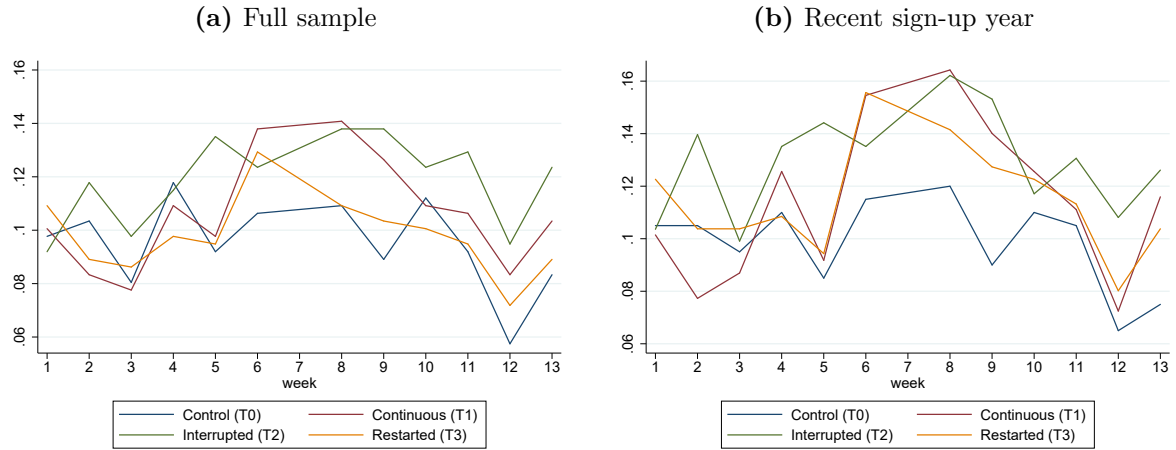 (a) Full sample
.16
.14
.12
.1
.08
.06
1 2 3 4 5 6 7 8 9 10 11 12 13
week
Control (T0) Continuous (T1)
Interrupted (T2) Restarted (T3)
(b) Recent sign-up year
.16
.14
.12
.1
.08
.06
1 2 3 4 5 6 7 8 9 10 11 12 13
week
Control (T0) Continuous (T1)
Interrupted (T2) Restarted (T3)